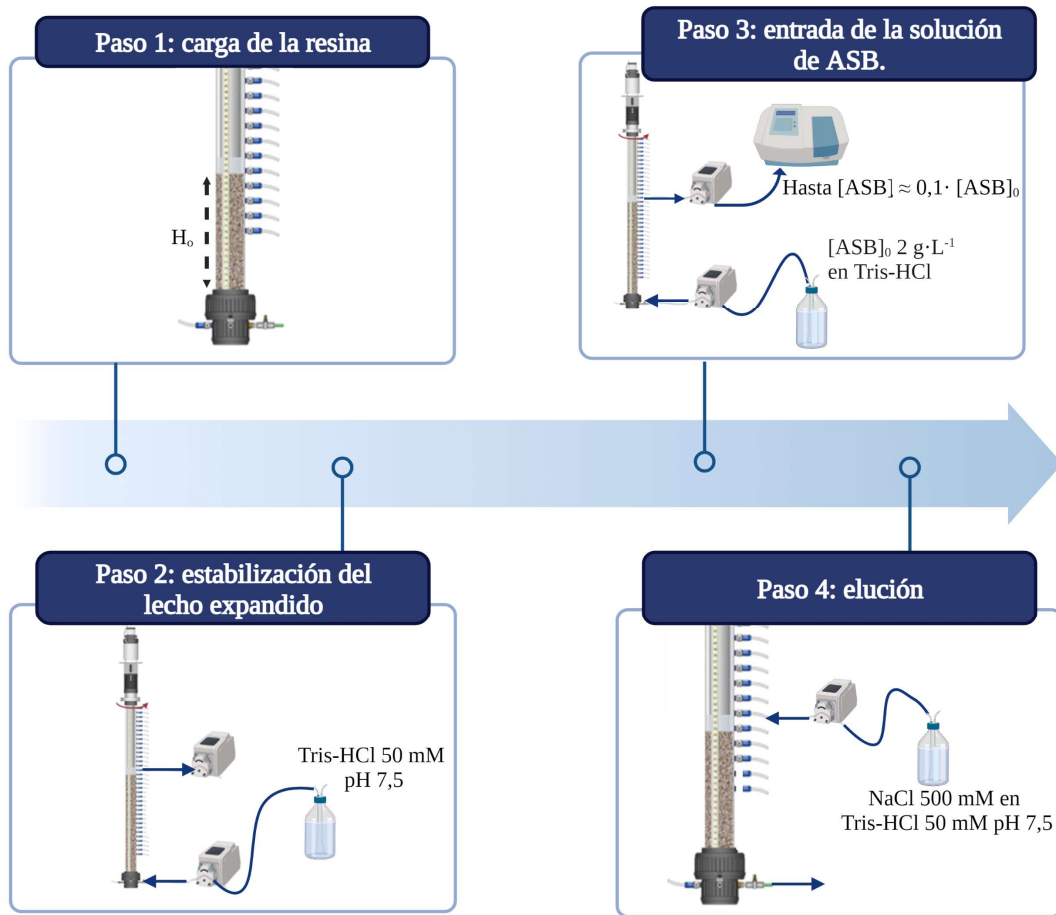 Paso 1: carga de la resina
H₀
Paso 2: estabilización del
lecho expandido
Tris-HCl 50 mM
pH 7,5
Paso 3: entrada de la solución
de ASB.
Hasta [ASB] ≈ 0,1· [ASB]₀
[ASB]₀ 2 g·L⁻¹
en Tris-HCl
Paso 4: elución
NaCl 500 mM en
Tris-HCl 50 mM pH 7,5